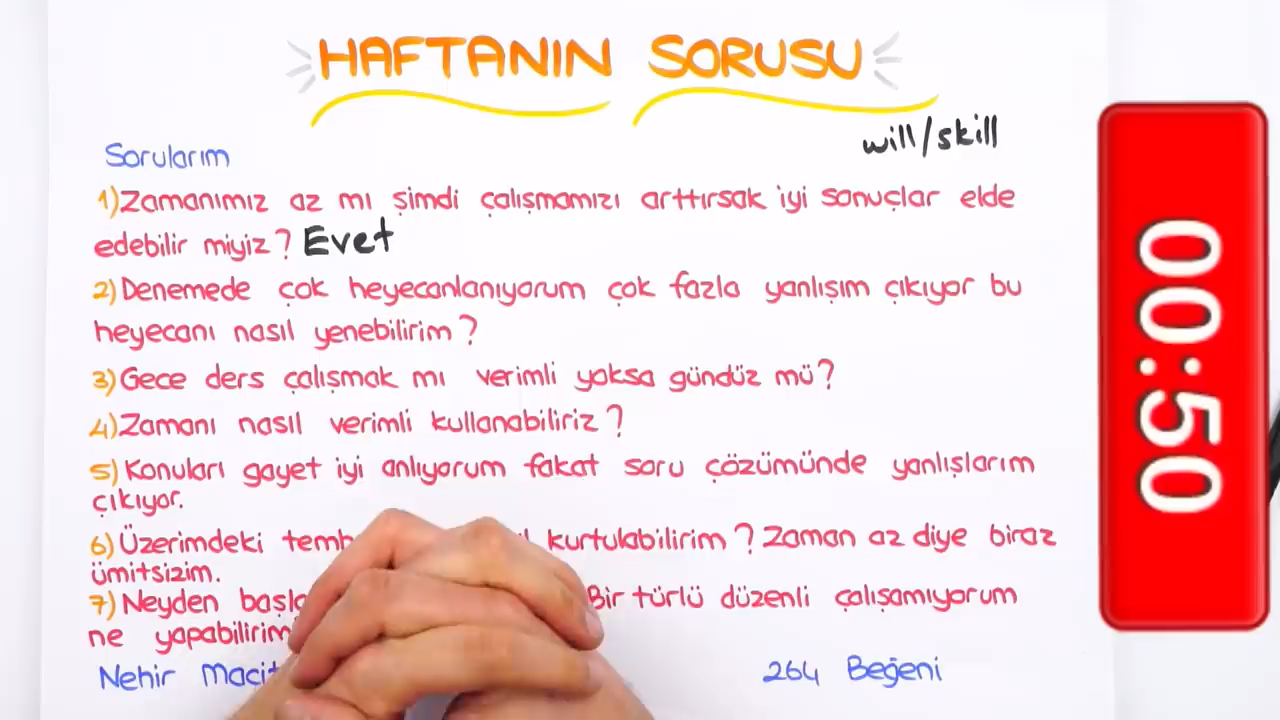 HAFTANIN SORUSU
will/skill
Sorularım
1)Zamanımız az mı şimdi çalışmamızı arttırsak iyi sonuçlar elde
edebilir miyiz? Evet
2)Denemede çok heyecanlanıyorum çok fazla yanlışım çıkıyor bu
heyecanı nasıl yenebilirim?
3)Gece ders çalışmak mı verimli yoksa gündüz mü?
4)Zamanı nasıl verimli kullanabiliriz?
5)Konuları gayet iyi anlıyorum fakat soru çözümünde yanlışlarım
çıkıyor.
6)Üzerimdeki kurtulabilirim? Zaman az diye biraz
ümitsizim.
7)Neyden Bir türlü düzenli çalışamıyorum
ne yapabilirim
Nehir Macit 264 Beğeni
00:50